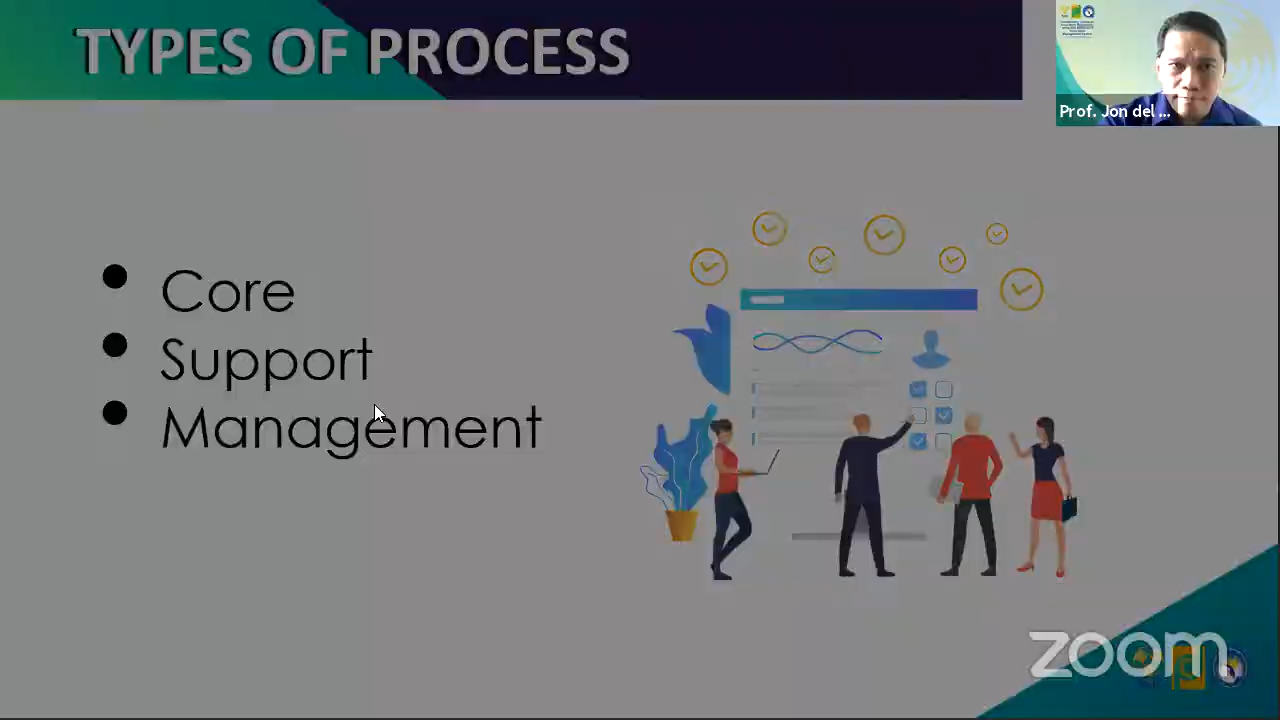 TYPES OF PROCESS
Prof. Jon del ...
• Core
• Support
• Management
zoom